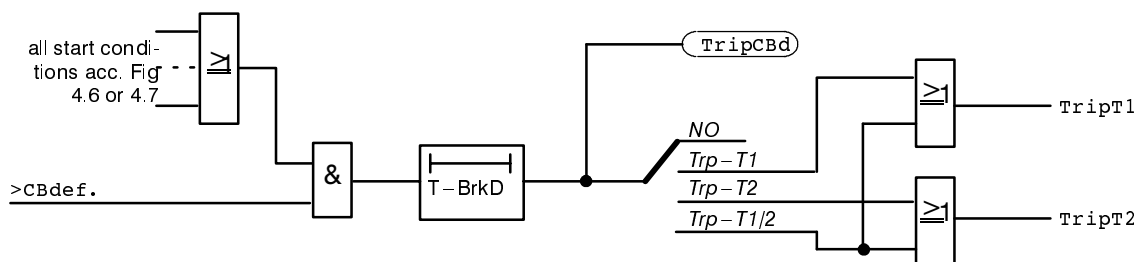 all start condi-
tions acc. Fig
4.6 or 4.7
≥1
>CBdef.
&
T-BrkD
TripCBd
NO
Trp-T1
Trp-T2
Trp-T1/2
≥1
TripT1
≥1
TripT2